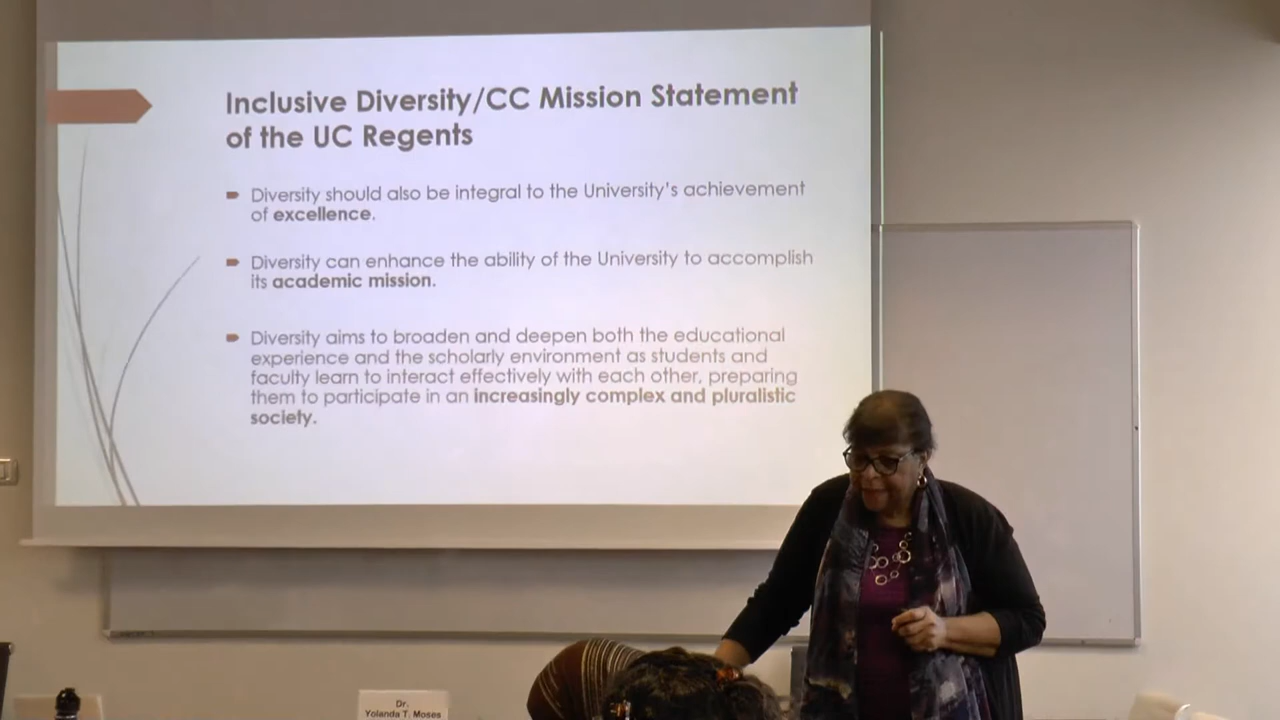 Inclusive Diversity/CC Mission Statement
of the UC Regents
Diversity should also be integral to the University's achievement
of excellence.
Diversity can enhance the ability of the University to accomplish
its academic mission.
Diversity aims to broaden and deepen both the educational
experience and the scholarly environment as students and
faculty learn to interact effectively with each other, preparing
them to participate in an increasingly complex and pluralistic
society.
Dr.
Yolanda T. Moses